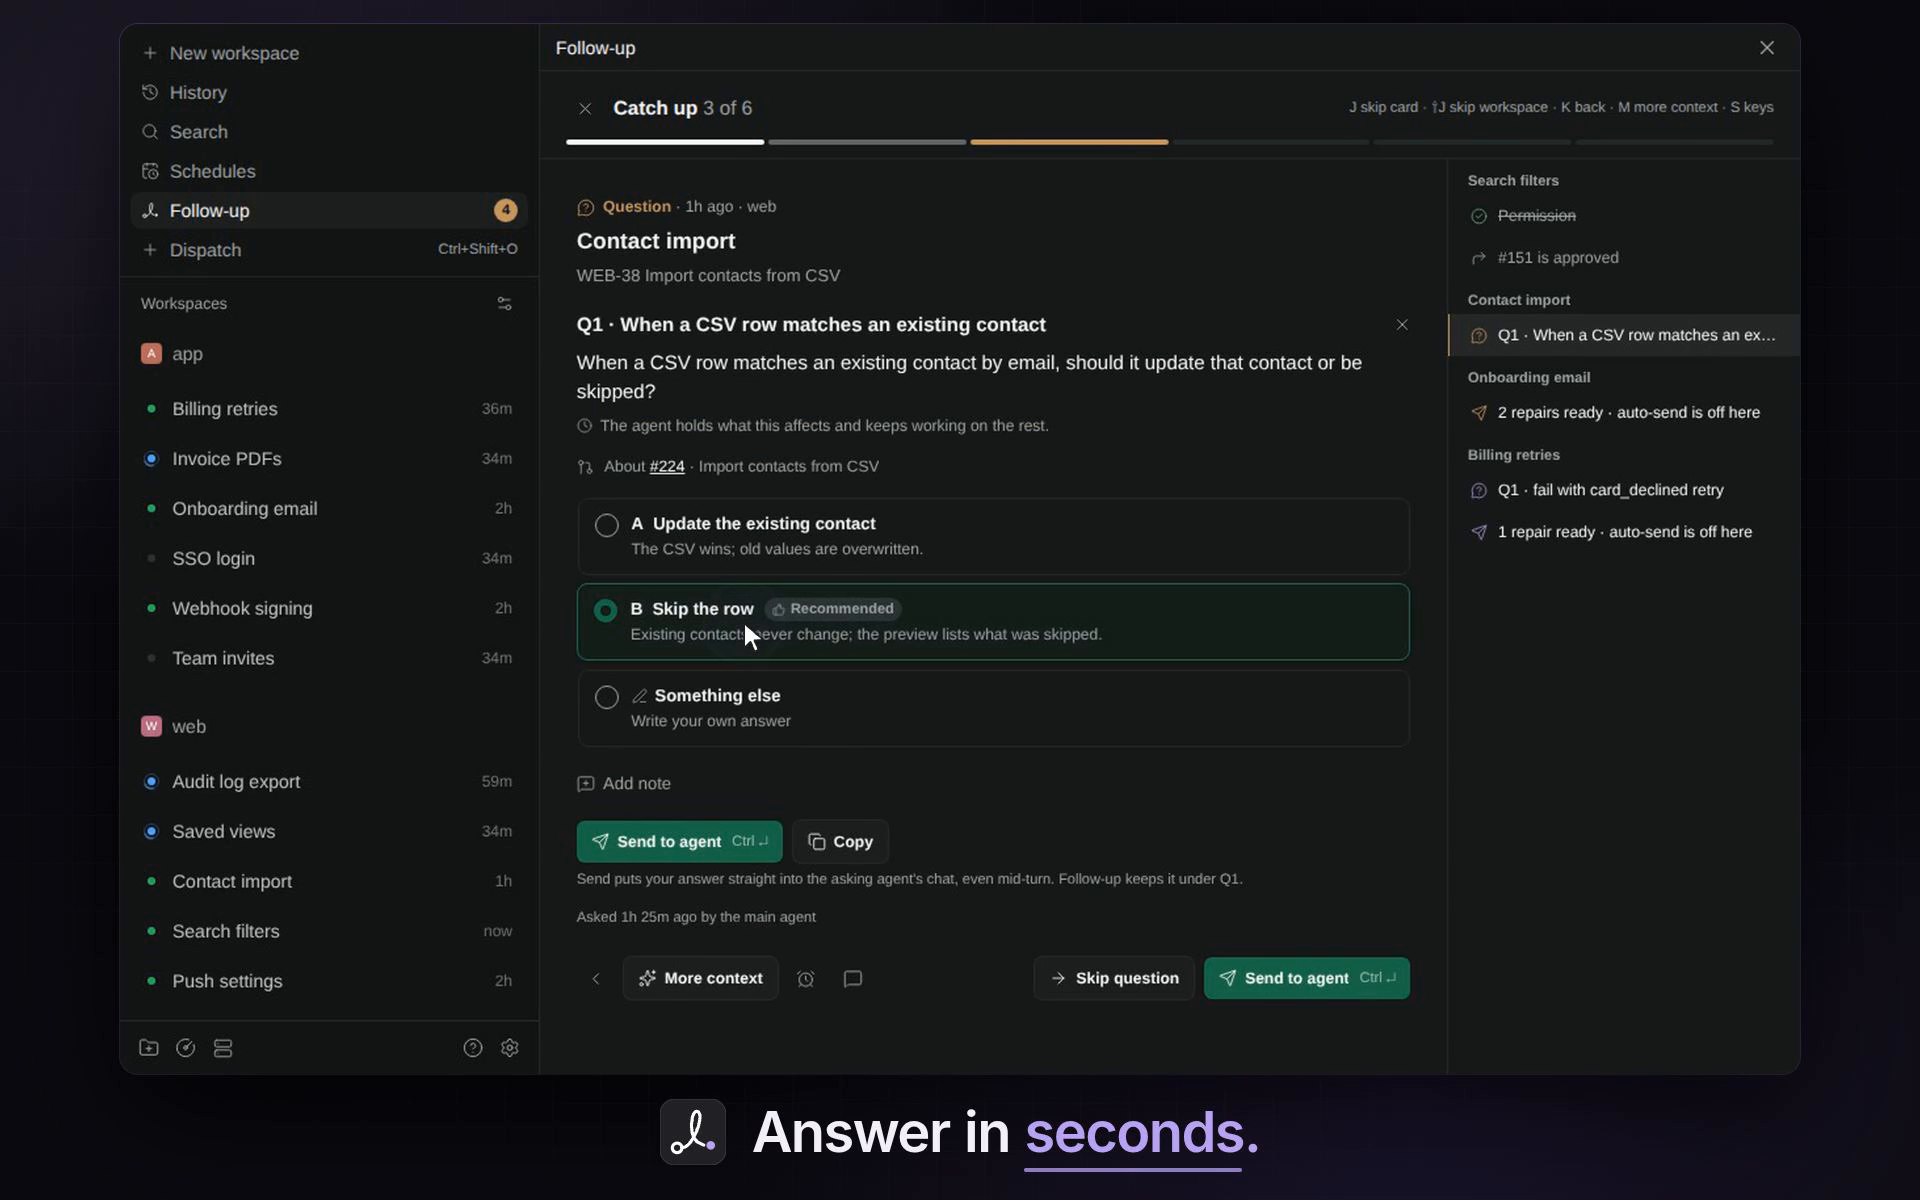 New workspace
History
Search
Schedules
Follow-up 4
Dispatch Ctrl+Shift+O
Workspaces
A app
Billing retries 36m
Invoice PDFs 34m
Onboarding email 2h
SSO login 34m
Webhook signing 2h
Team invites 34m
W web
Audit log export 59m
Saved views 34m
Contact import 1h
Search filters now
Push settings 2h
Follow-up
Catch up 3 of 6
J skip card · ⇧J skip workspace · K back · M more context · S keys
Question · 1h ago · web
Contact import
WEB-38 Import contacts from CSV
Q1 · When a CSV row matches an existing contact
When a CSV row matches an existing contact by email, should it update that contact or be
skipped?
The agent holds what this affects and keeps working on the rest.
About #224 · Import contacts from CSV
A Update the existing contact
The CSV wins; old values are overwritten.
B Skip the row Recommended
Existing contacts never change; the preview lists what was skipped.
Something else
Write your own answer
Add note
Send to agent Ctrl ↵ Copy
Send puts your answer straight into the asking agent's chat, even mid-turn. Follow-up keeps it under Q1.
Asked 1h 25m ago by the main agent
More context Skip question Send to agent Ctrl ↵
Search filters
Permission
#151 is approved
Contact import
Q1 · When a CSV row matches an ex...
Onboarding email
2 repairs ready · auto-send is off here
Billing retries
Q1 · fail with card_declined retry
1 repair ready · auto-send is off here
Answer in seconds.